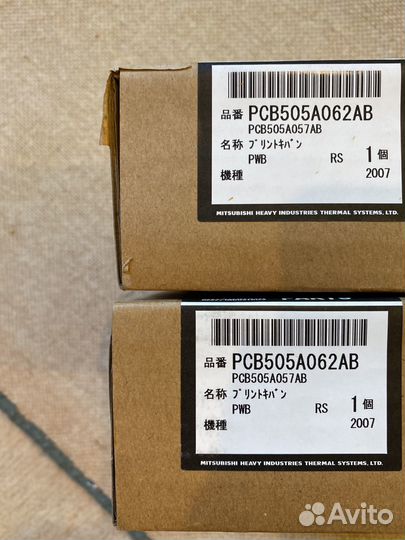 品番 PCB505A062AB
PCB505A057AB
名称 プリントキバン
PWB RS 1個
機種 2007
MITSUBISHI HEAVY INDUSTRIES THERMAL SYSTEMS, LTD.
PARTS
品番 PCB505A062AB
PCB505A057AB
名称 プリントキバン
PWB RS 1個
機種 2007
MITSUBISHI HEAVY INDUSTRIES THERMAL SYSTEMS, LTD.
Avito